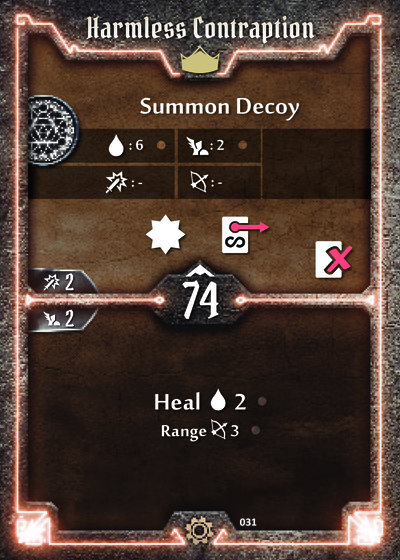 Harmless Contraption
Summon Decoy
:6 :2
:- :-
2
74
2
Heal 2
Range 3
031